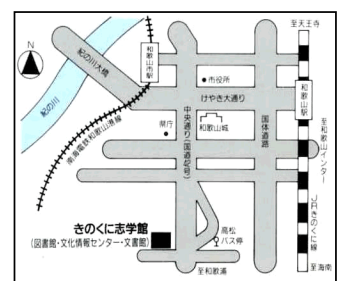 至天王寺
N
紀の川大橋
和歌山市駅
市役所
和歌山駅
けやき大通り
紀の川
南海電鉄和歌山港線
県庁
中央通り(国道42号)
和歌山城
国体道路
至和歌山インター
JRきのくに線
きのくに志学館
(図書館・文化情報センター・文書館)
高松
バス停
至和歌浦
至海南